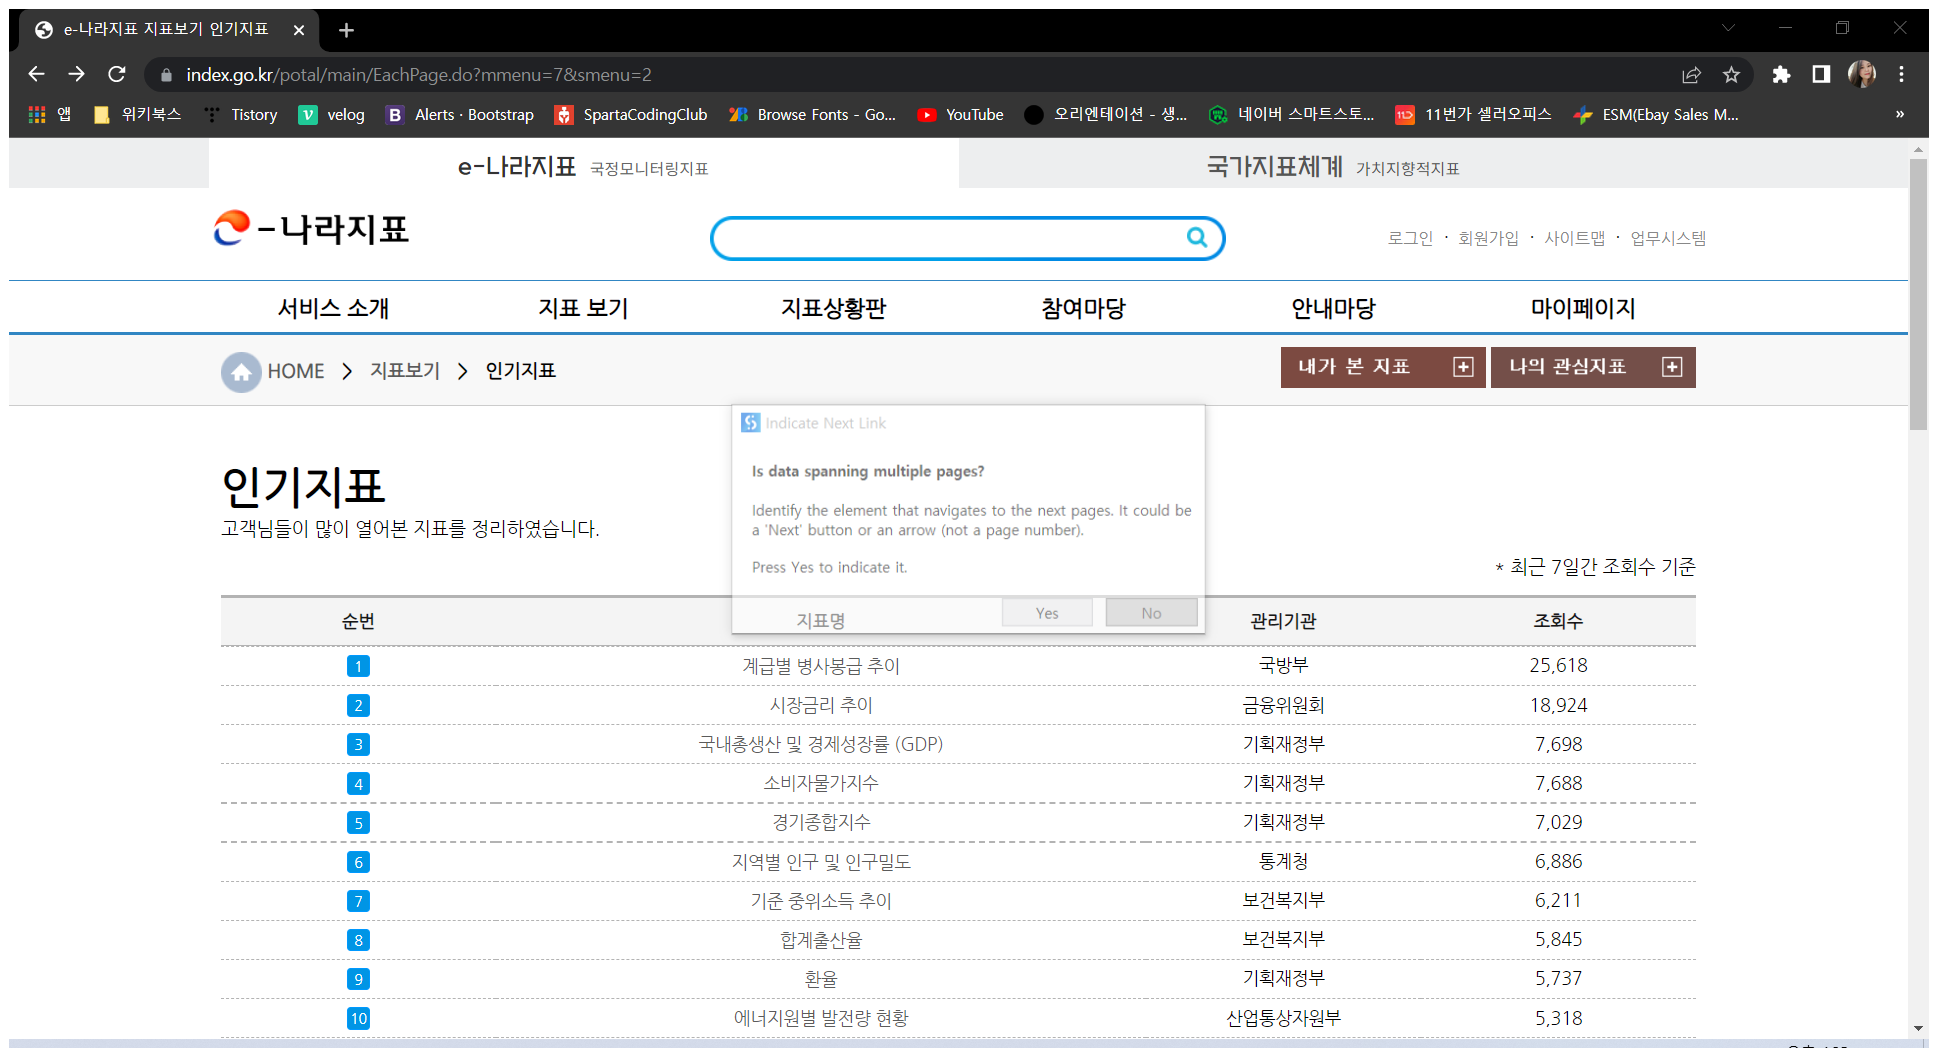 e-나라지표 지표보기 인기지표
index.go.kr/potal/main/EachPage.do?mmenu=7&smenu=2
앱 위키북스 Tistory velog Alerts · Bootstrap SpartaCodingClub Browse Fonts - Go... YouTube 오리엔테이션 - 생... 네이버 스마트스토... 11번가 셀러오피스 ESM(Ebay Sales M... »
e-나라지표 국정모니터링지표 국가지표체계 가치지향적지표
e-나라지표
로그인 · 회원가입 · 사이트맵 · 업무시스템
서비스 소개 지표 보기 지표상황판 참여마당 안내마당 마이페이지
HOME > 지표보기 > 인기지표 내가 본 지표 나의 관심지표
Indicate Next Link
Is data spanning multiple pages?
Identify the element that navigates to the next pages. It could be
a 'Next' button or an arrow (not a page number).
Press Yes to indicate it.
Yes No
인기지표
고객님들이 많이 열어본 지표를 정리하였습니다.
* 최근 7일간 조회수 기준
순번 지표명 관리기관 조회수
1 계급별 병사봉급 추이 국방부 25,618
2 시장금리 추이 금융위원회 18,924
3 국내총생산 및 경제성장률 (GDP) 기획재정부 7,698
4 소비자물가지수 기획재정부 7,688
5 경기종합지수 기획재정부 7,029
6 지역별 인구 및 인구밀도 통계청 6,886
7 기준 중위소득 추이 보건복지부 6,211
8 합계출산율 보건복지부 5,845
9 환율 기획재정부 5,737
10 에너지원별 발전량 현황 산업통상자원부 5,318